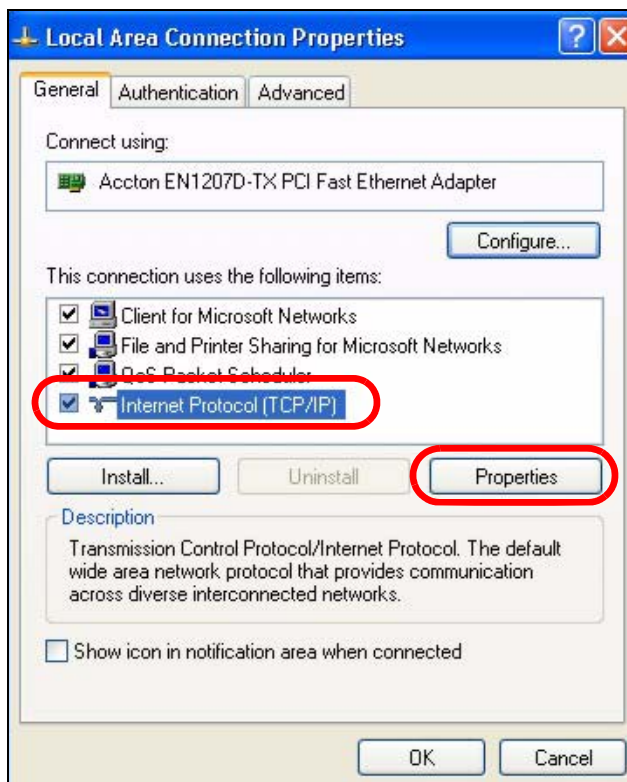 Local Area Connection Properties
General
Authentication
Advanced
Connect using:
Accton EN1207D-TX PCI Fast Ethernet Adapter
Configure...
This connection uses the following items:
Client for Microsoft Networks
File and Printer Sharing for Microsoft Networks
QoS Packet Scheduler
Internet Protocol (TCP/IP)
Install...
Uninstall
Properties
Description
Transmission Control Protocol/Internet Protocol. The default
wide area network protocol that provides communication
across diverse interconnected networks.
Show icon in notification area when connected
OK
Cancel